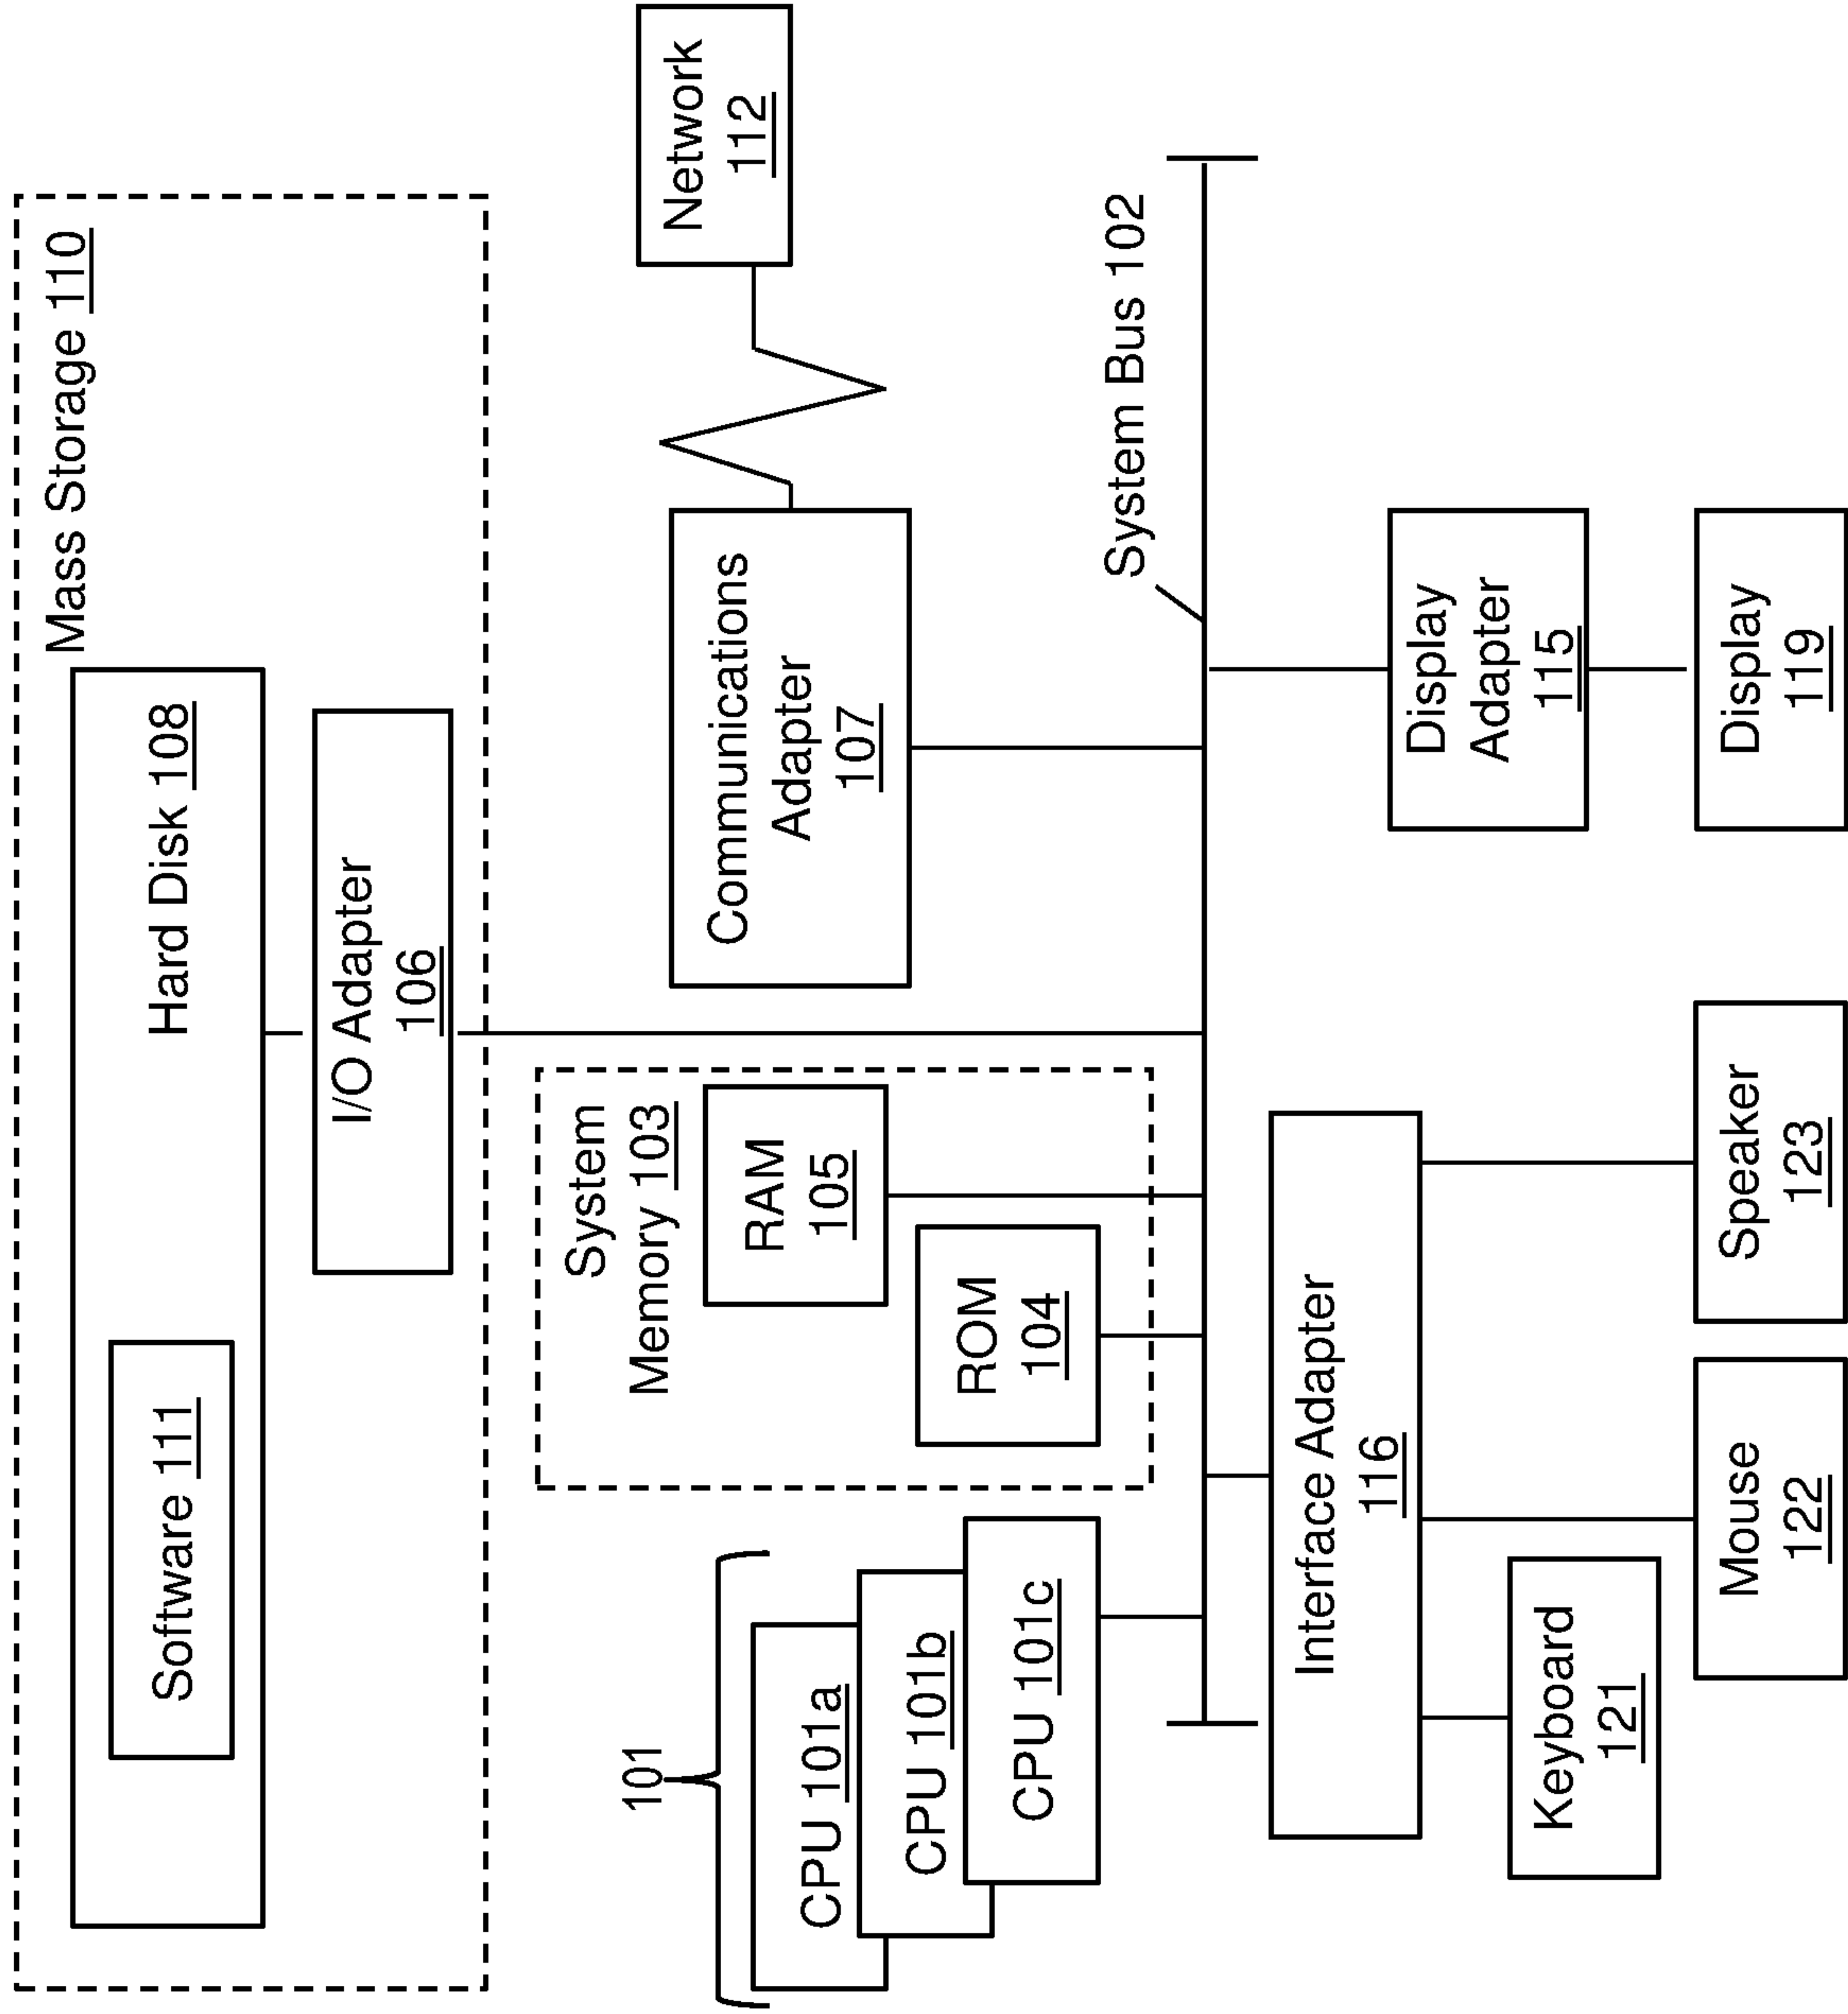 Mass Storage 110
Hard Disk 108
Software 111
I/O Adapter
106
101
CPU 101a
CPU 101b
CPU 101c
System
Memory 103
RAM
105
ROM
104
Communications
Adapter
107
Network
112
System Bus 102
Interface Adapter
116
Keyboard
121
Mouse
122
Speaker
123
Display
Adapter
115
Display
119